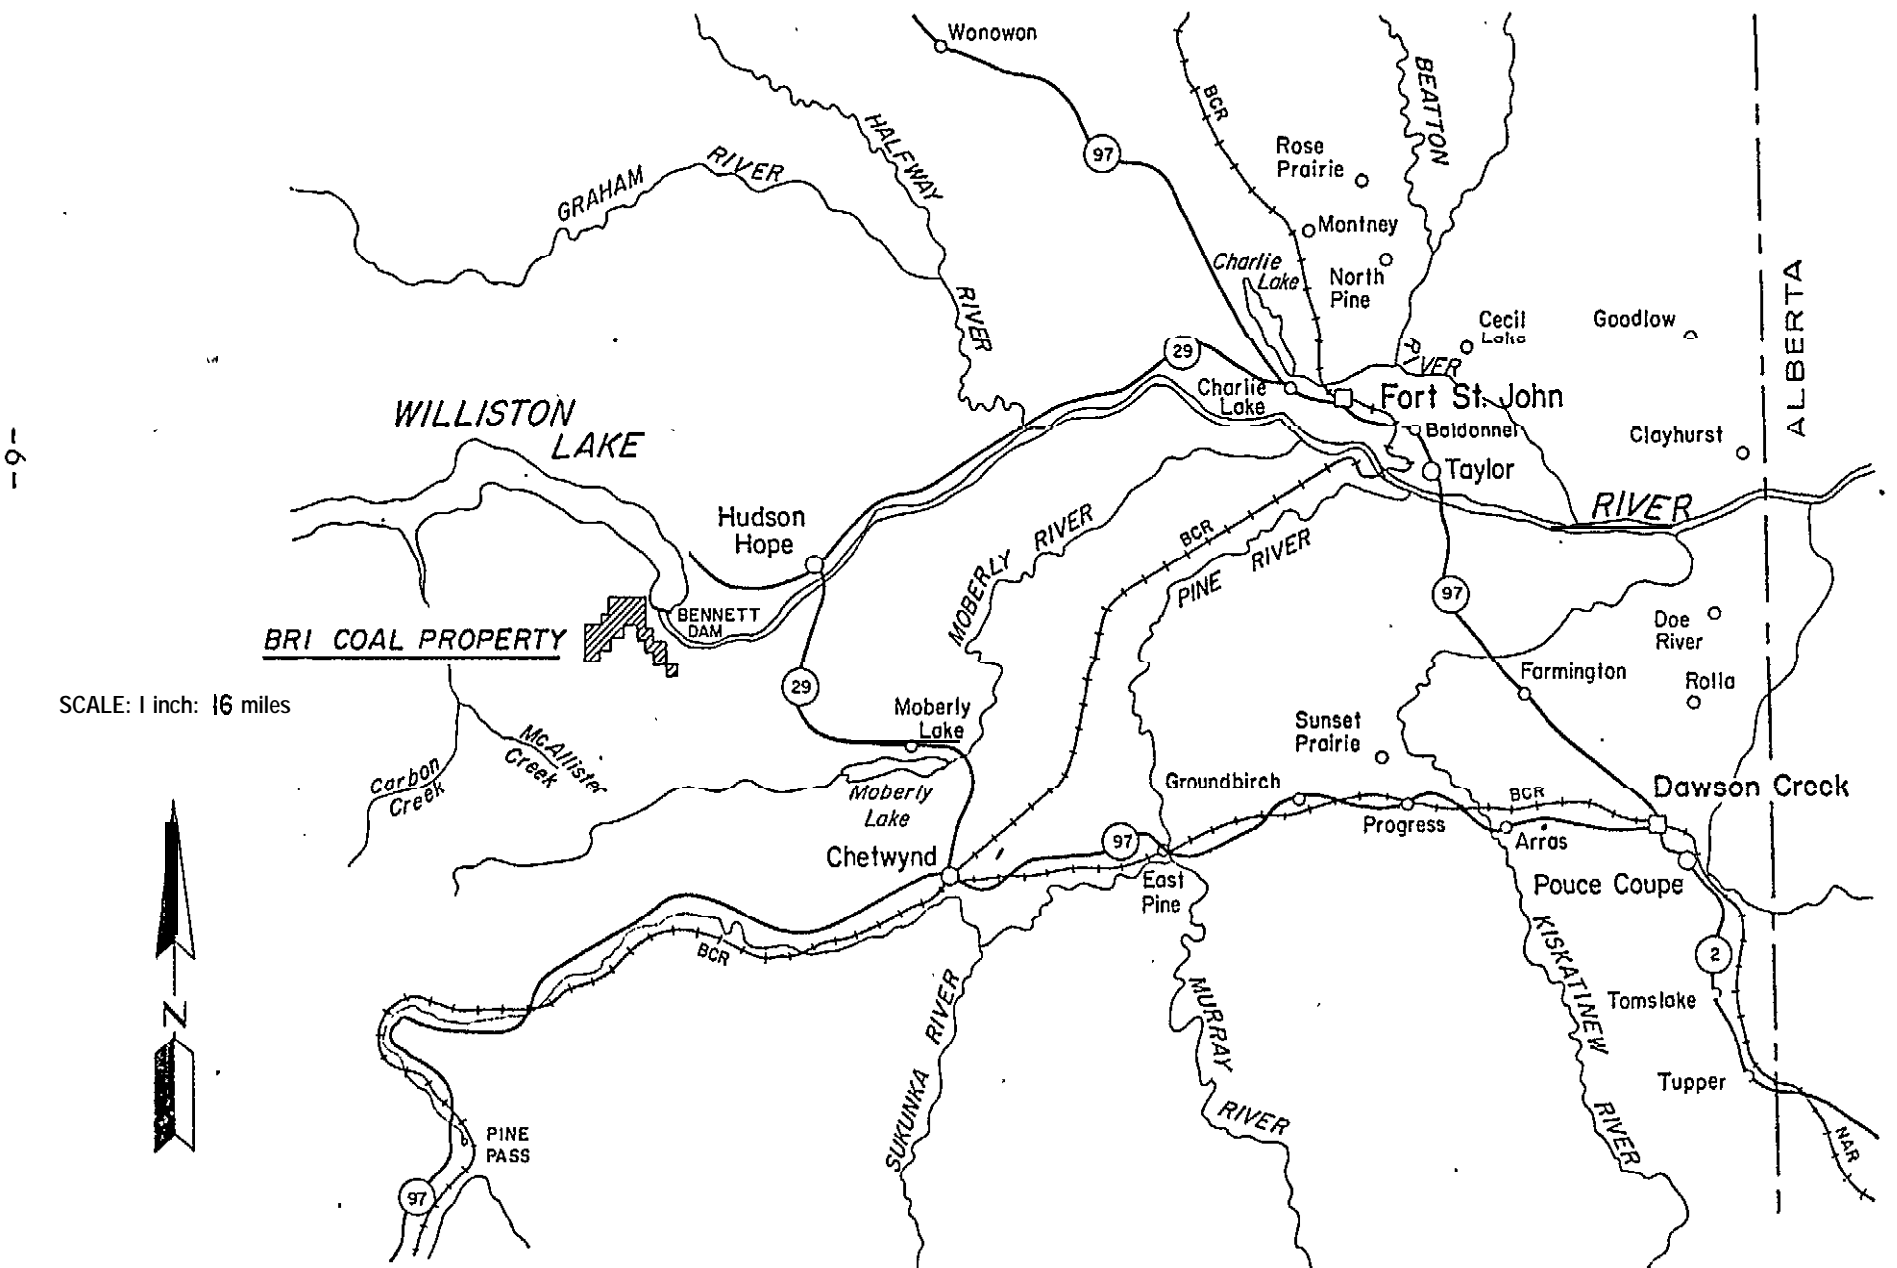 Wonowon
BCR
BEATTON
97
Rose
Prairie
HALFWAY
RIVER
GRAHAM
Montney
Charlie
Lake
North
Pine
ALBERTA
RIVER
Cecil
Lake
Goodlow
29
RIVER
Charlie
Lake
Fort St. John
WILLISTON
LAKE
Baldonnel
Clayhurst
-9-
Taylor
Hudson
Hope
RIVER
MOBERLY RIVER
BCR
PINE RIVER
97
BENNETT
DAM
BRI COAL PROPERTY
Doe
River
Farmington
Rolla
29
SCALE: 1 inch: 16 miles
Moberly
Lake
Sunset
Prairie
McAllister
Creek
Carbon
Creek
Groundbirch
Dawson Creek
BCR
Moberly
Lake
Progress
Arras
97
Chetwynd
East
Pine
Pouce Coupe
BCR
KISKATINEW
RIVER
2
N
SUKUNKA RIVER
MURRAY
RIVER
Tomslake
Tupper
PINE
PASS
NAR
97